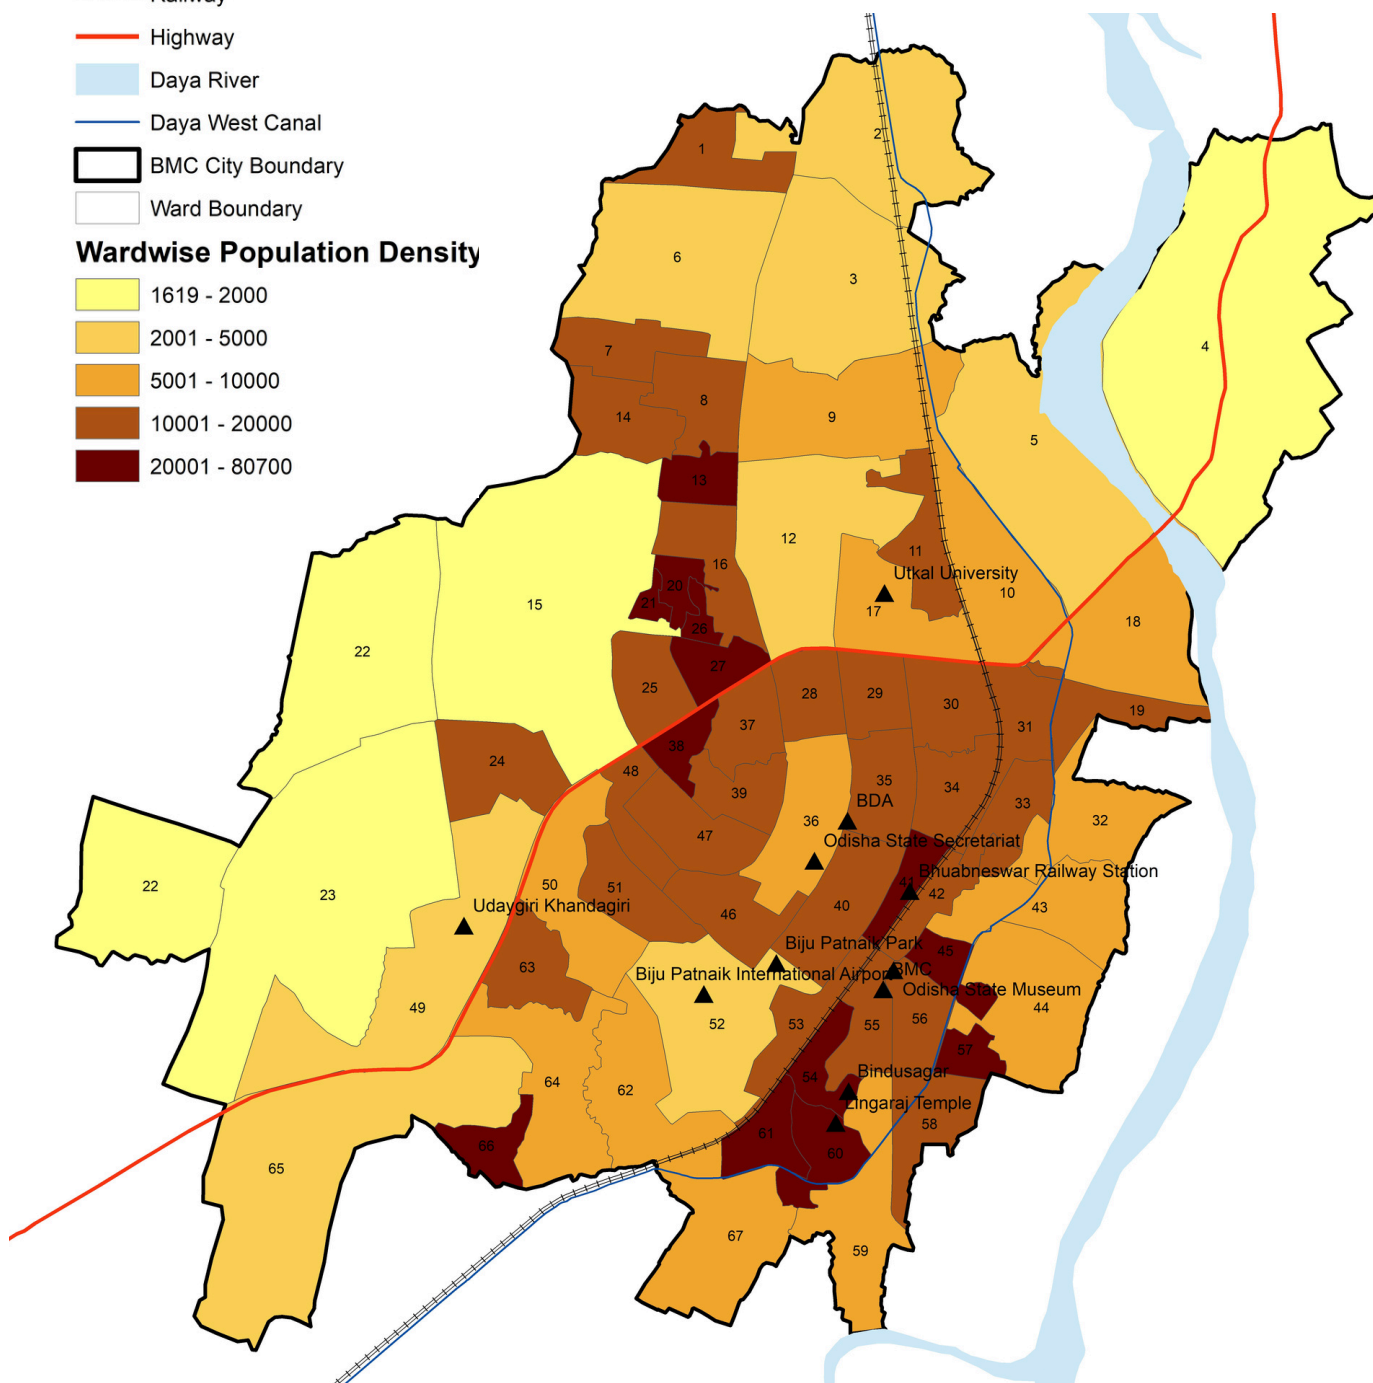 Railway
Highway
Daya River
Daya West Canal
BMC City Boundary
Ward Boundary
Wardwise Population Density
1619 - 2000
2001 - 5000
5001 - 10000
10001 - 20000
20001 - 80700
2
1
6
3
4
7
8
9
14
5
13
12
11
16
Utkal University
20
10
21
17
15
26
18
22
27
25
28
29
30
19
37
31
38
24
48
35
34
39
33
BDA
36
32
47
Odisha State Secretariat
41
Bhuabneswar Railway Station
22
23
50
51
42
Udaygiri Khandagiri
40
43
46
Biju Patnaik Park
45
63
Biju Patnaik International Airport
BMC
Odisha State Museum
49
52
53
55
56
44
57
54
Bindusagar
64
62
Lingaraj Temple
58
66
61
60
65
67
59